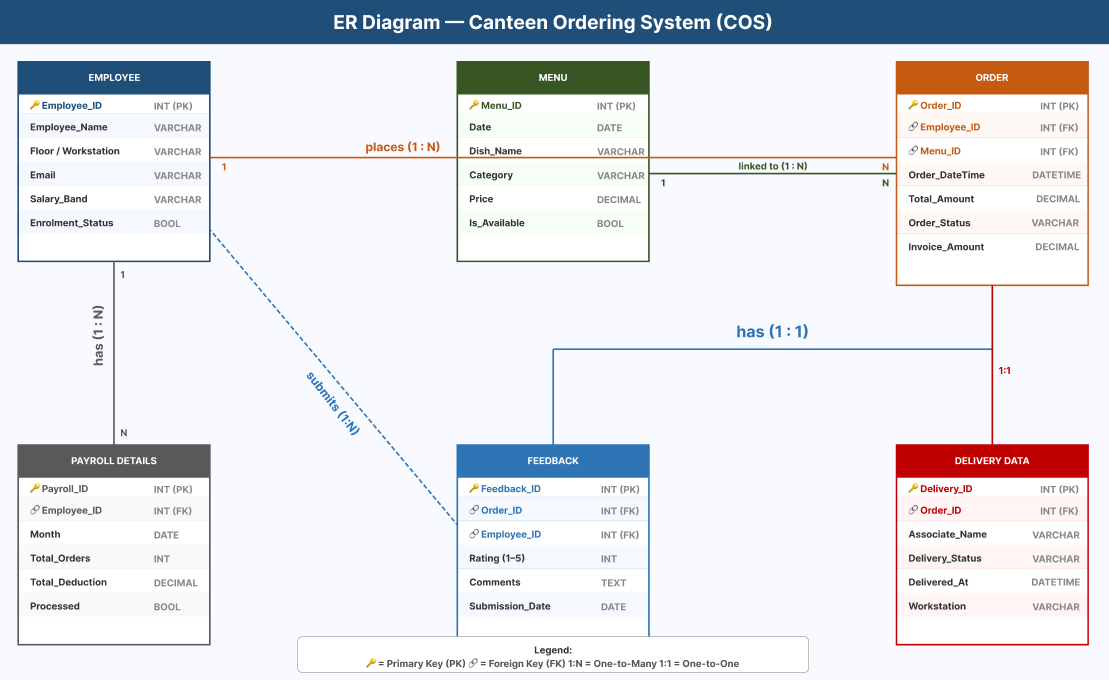 ER Diagram — Canteen Ordering System (COS)
EMPLOYEE
🔑 Employee_ID INT (PK)
Employee_Name VARCHAR
Floor / Workstation VARCHAR
Email VARCHAR
Salary_Band VARCHAR
Enrolment_Status BOOL
places (1 : N)
1
N
MENU
🔑 Menu_ID INT (PK)
Date DATE
Dish_Name VARCHAR
Category VARCHAR
Price DECIMAL
Is_Available BOOL
linked to (1 : N)
1
N
ORDER
🔑 Order_ID INT (PK)
🔗 Employee_ID INT (FK)
🔗 Menu_ID INT (FK)
Order_DateTime DATETIME
Total_Amount DECIMAL
Order_Status VARCHAR
Invoice_Amount DECIMAL
1
has (1 : N)
N
submits (1:N)
has (1 : 1)
1:1
PAYROLL DETAILS
🔑 Payroll_ID INT (PK)
🔗 Employee_ID INT (FK)
Month DATE
Total_Orders INT
Total_Deduction DECIMAL
Processed BOOL
FEEDBACK
🔑 Feedback_ID INT (PK)
🔗 Order_ID INT (FK)
🔗 Employee_ID INT (FK)
Rating (1–5) INT
Comments TEXT
Submission_Date DATE
DELIVERY DATA
🔑 Delivery_ID INT (PK)
🔗 Order_ID INT (FK)
Associate_Name VARCHAR
Delivery_Status VARCHAR
Delivered_At DATETIME
Workstation VARCHAR
Legend:
🔑 = Primary Key (PK) 🔗 = Foreign Key (FK) 1:N = One-to-Many 1:1 = One-to-One